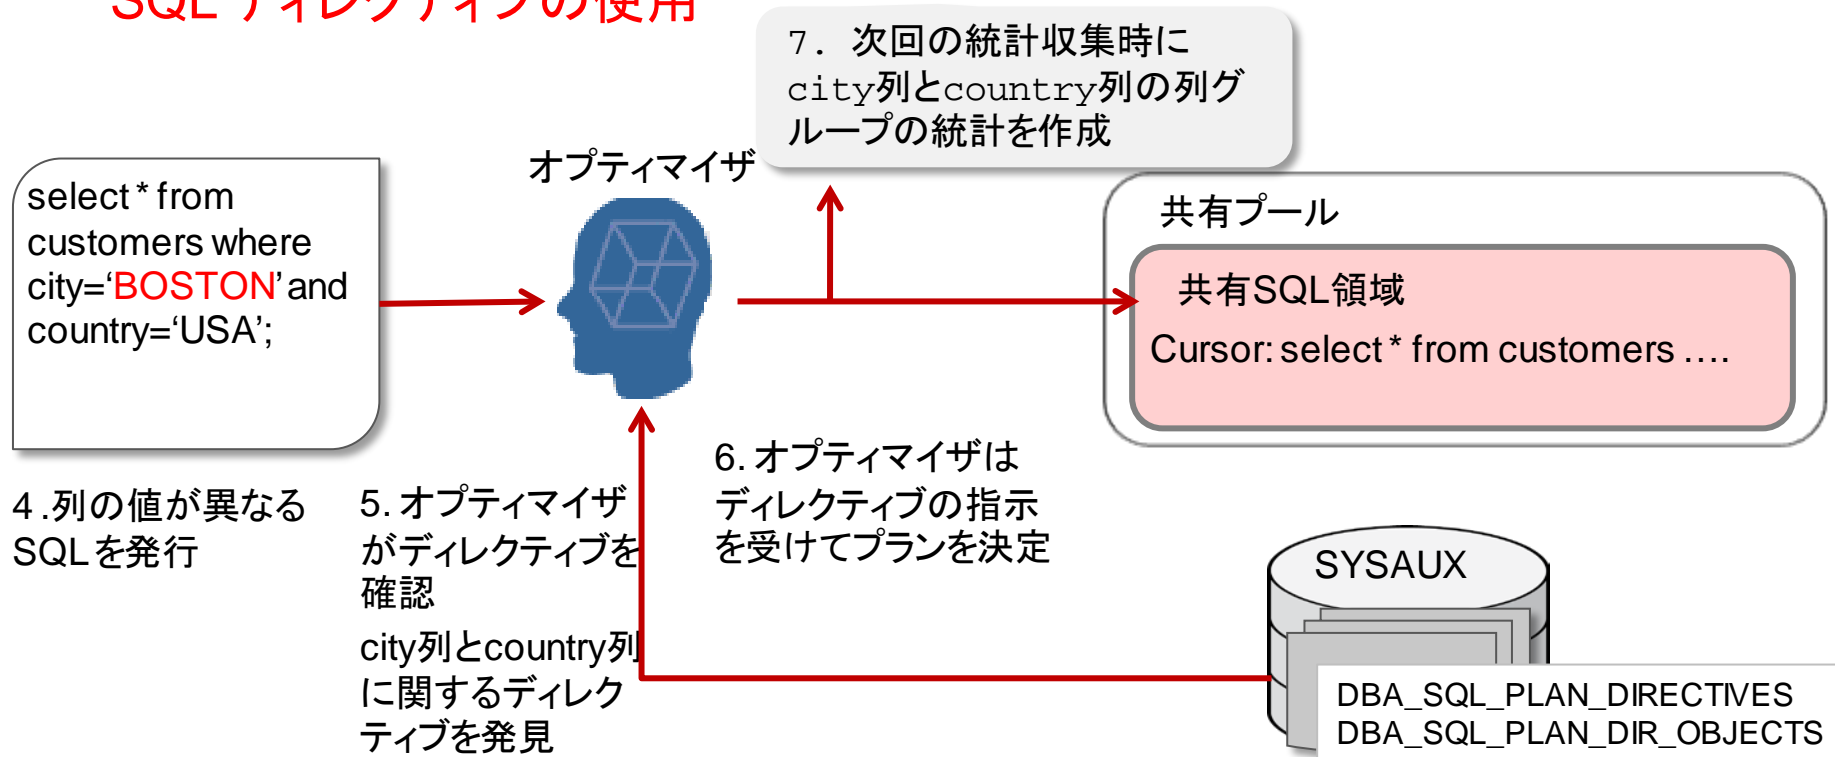 SQL ディレクティブの使用
7. 次回の統計収集時に
city列とcountry列の列グ
ループの統計を作成
オプティマイザ
select * from
customers where
city=‘BOSTON’and
country=‘USA’;
共有プール
共有SQL領域
Cursor: select * from customers ….
4 .列の値が異なる
SQLを発行
5. オプティマイザ
がディレクティブを
確認
city列とcountry列
に関するディレク
ティブを発見
6. オプティマイザは
ディレクティブの指示
を受けてプランを決定
SYSAUX
DBA_SQL_PLAN_DIRECTIVES
DBA_SQL_PLAN_DIR_OBJECTS